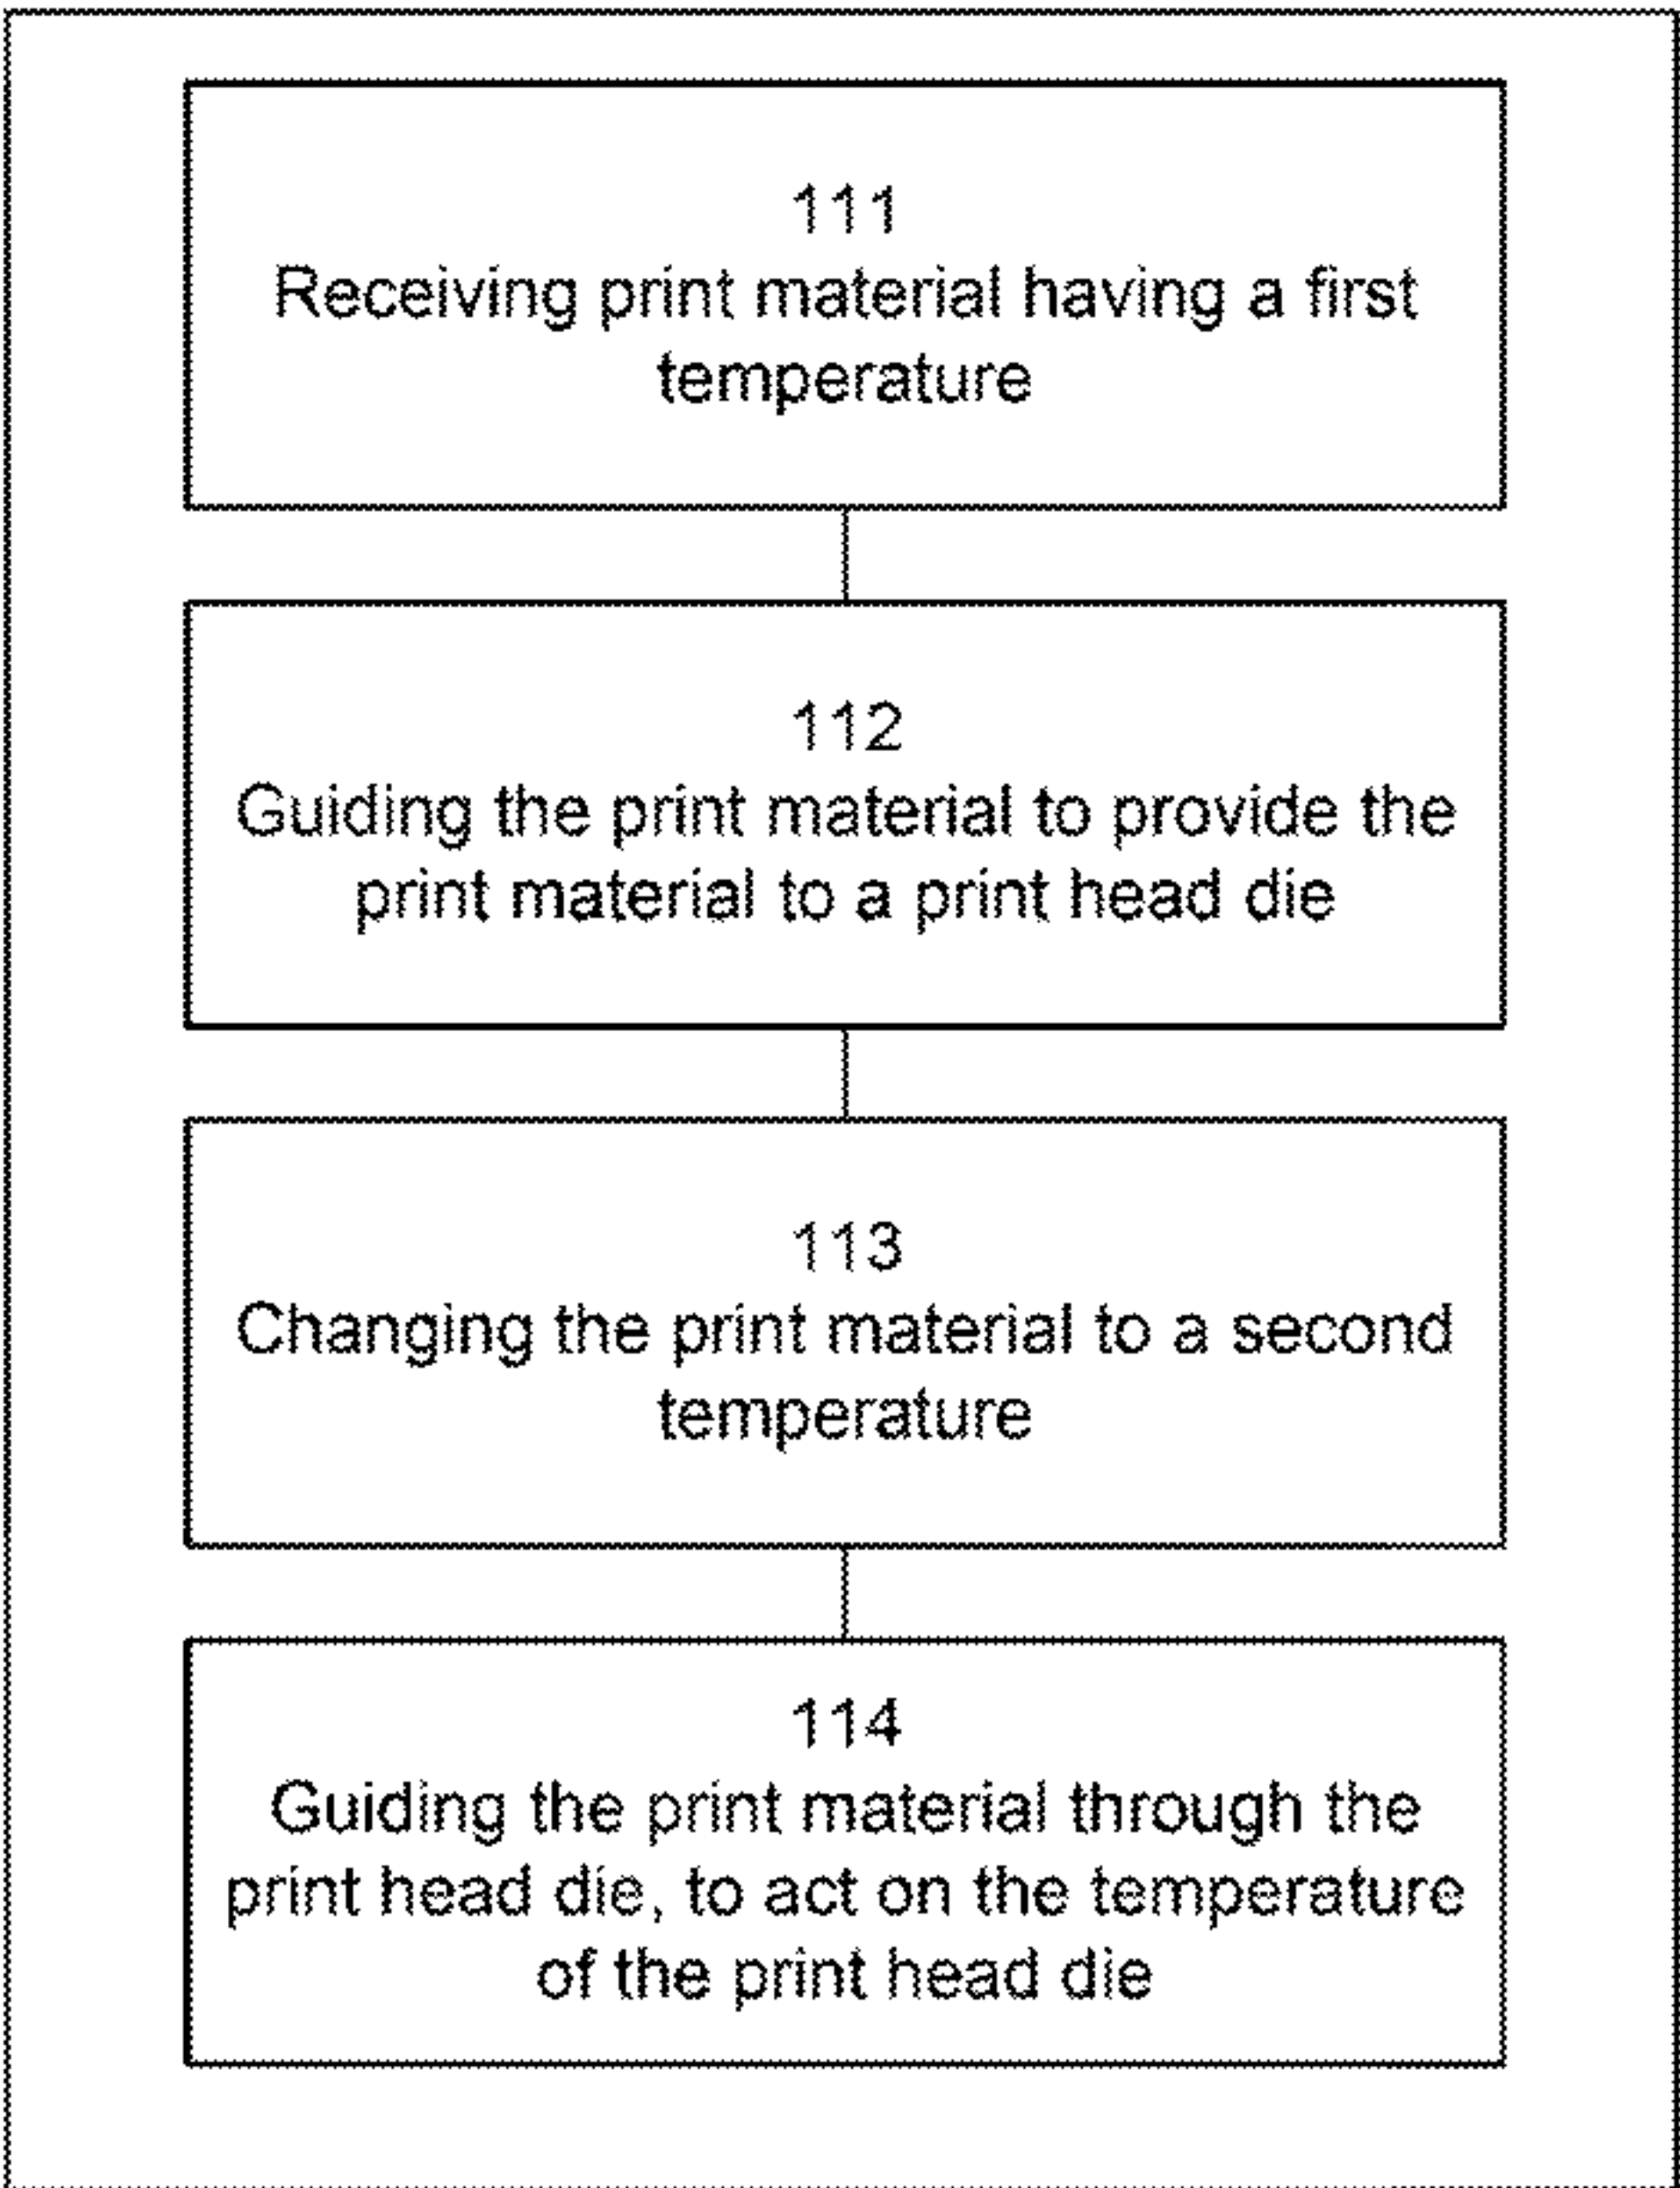 111
Receiving print material having a first
temperature
112
Guiding the print material to provide the
print material to a print head die
113
Changing the print material to a second
temperature
114
Guiding the print material through the
print head die, to act on the temperature
of the print head die